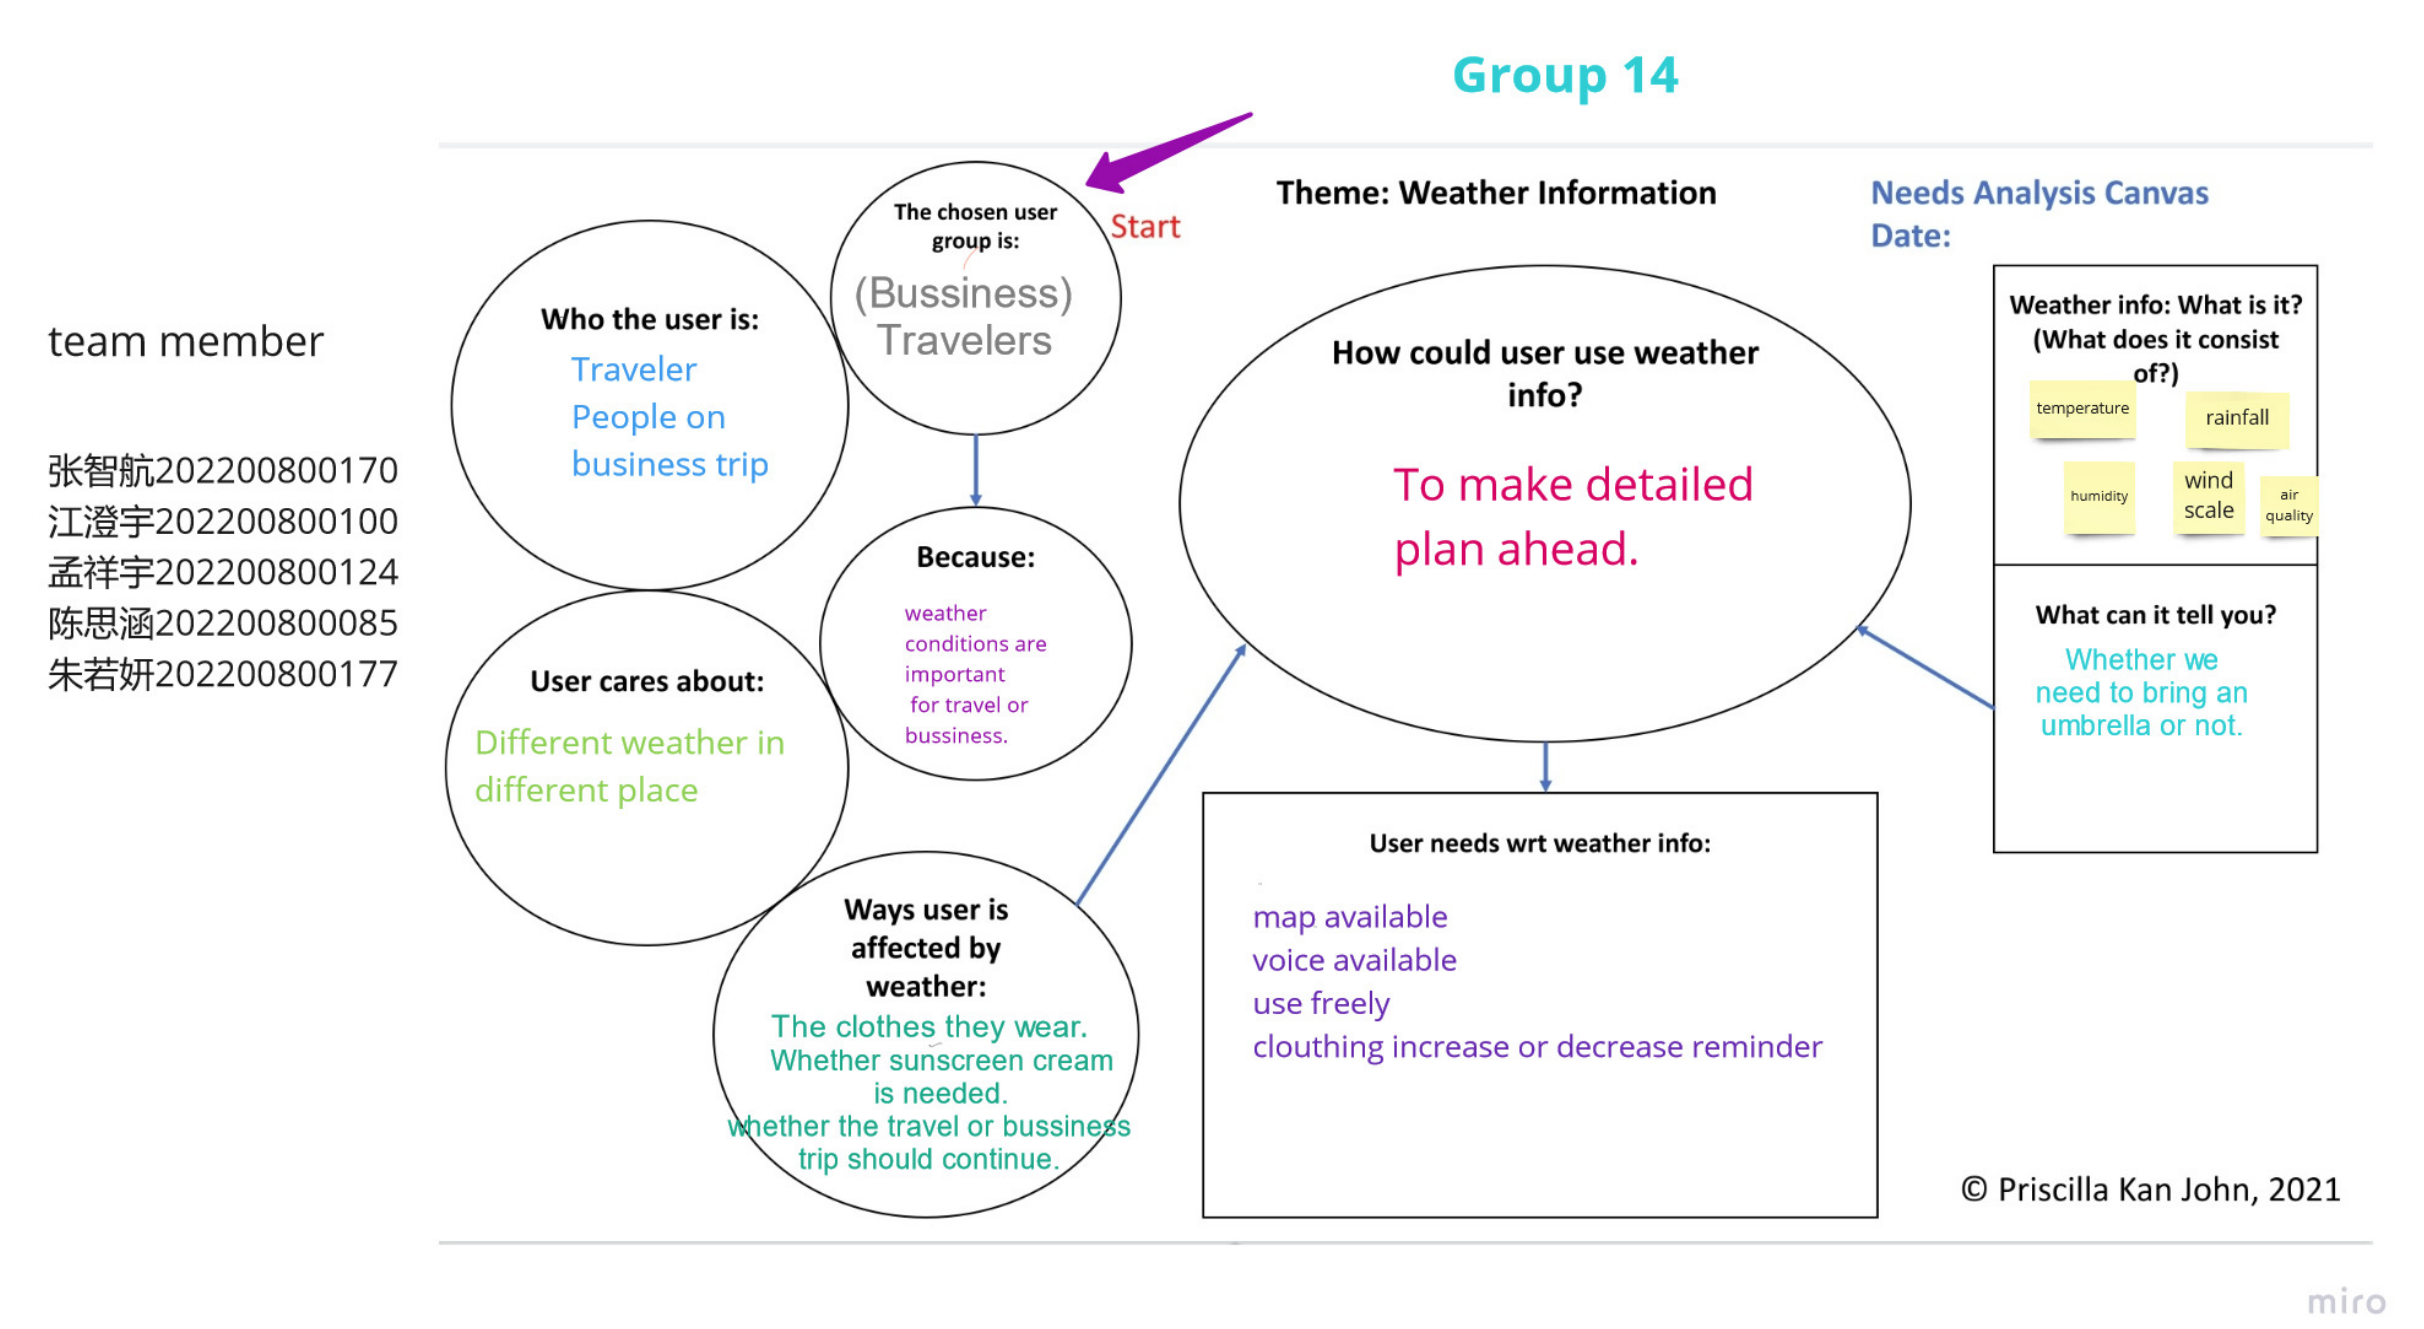 Group 14
team member
张智航202200800170
江澄宇202200800100
孟祥宇202200800124
陈思涵202200800085
朱若妍202200800177
The chosen user
group is:
(Bussiness)
Travelers
Start
Theme: Weather Information
Needs Analysis Canvas
Date:
Who the user is:
Traveler
People on
business trip
Because:
weather
conditions are
important
for travel or
bussiness.
User cares about:
Different weather in
different place
Ways user is
affected by
weather:
The clothes they wear.
Whether sunscreen cream
is needed.
whether the travel or bussiness
trip should continue.
How could user use weather
info?
To make detailed
plan ahead.
User needs wrt weather info:
map available
voice available
use freely
clouthing increase or decrease reminder
Weather info: What is it?
(What does it consist
of?)
temperature
rainfall
humidity
wind
scale
air
quality
What can it tell you?
Whether we
need to bring an
umbrella or not.
© Priscilla Kan John, 2021
miro